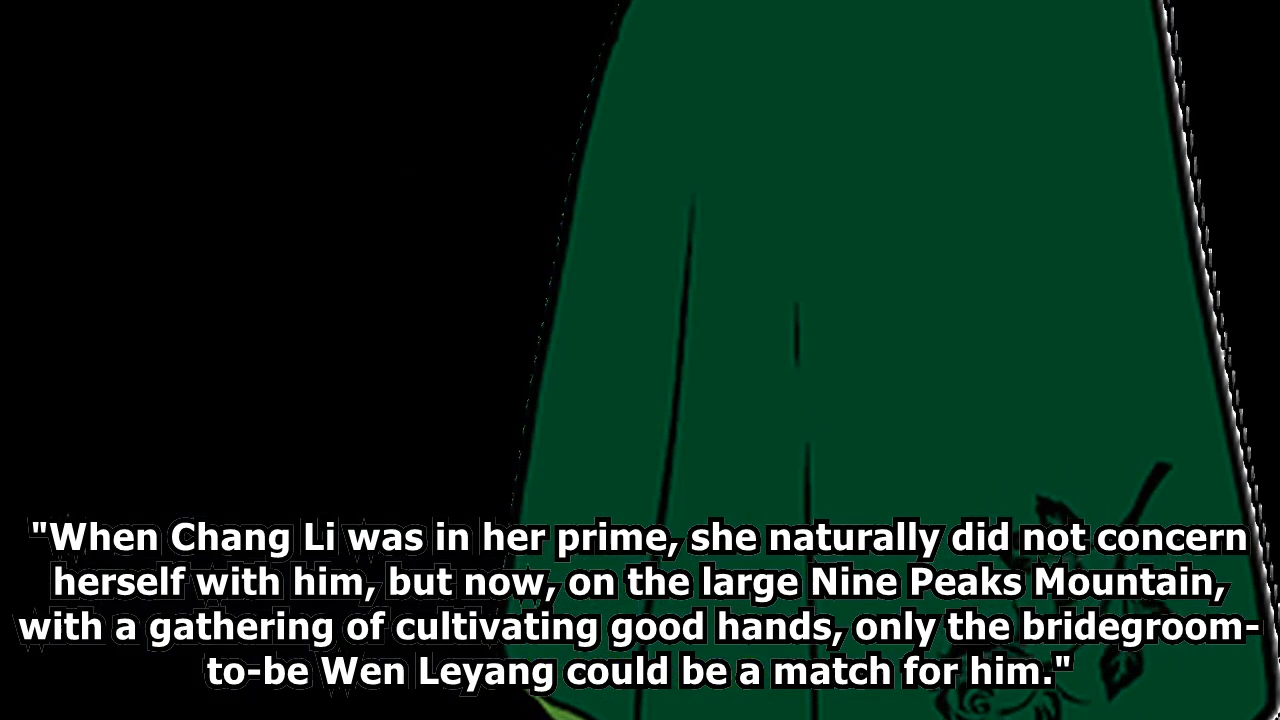 "When Chang Li was in her prime, she naturally did not concern
herself with him, but now, on the large Nine Peaks Mountain,
with a gathering of cultivating good hands, only the bridegroom-
to-be Wen Leyang could be a match for him."